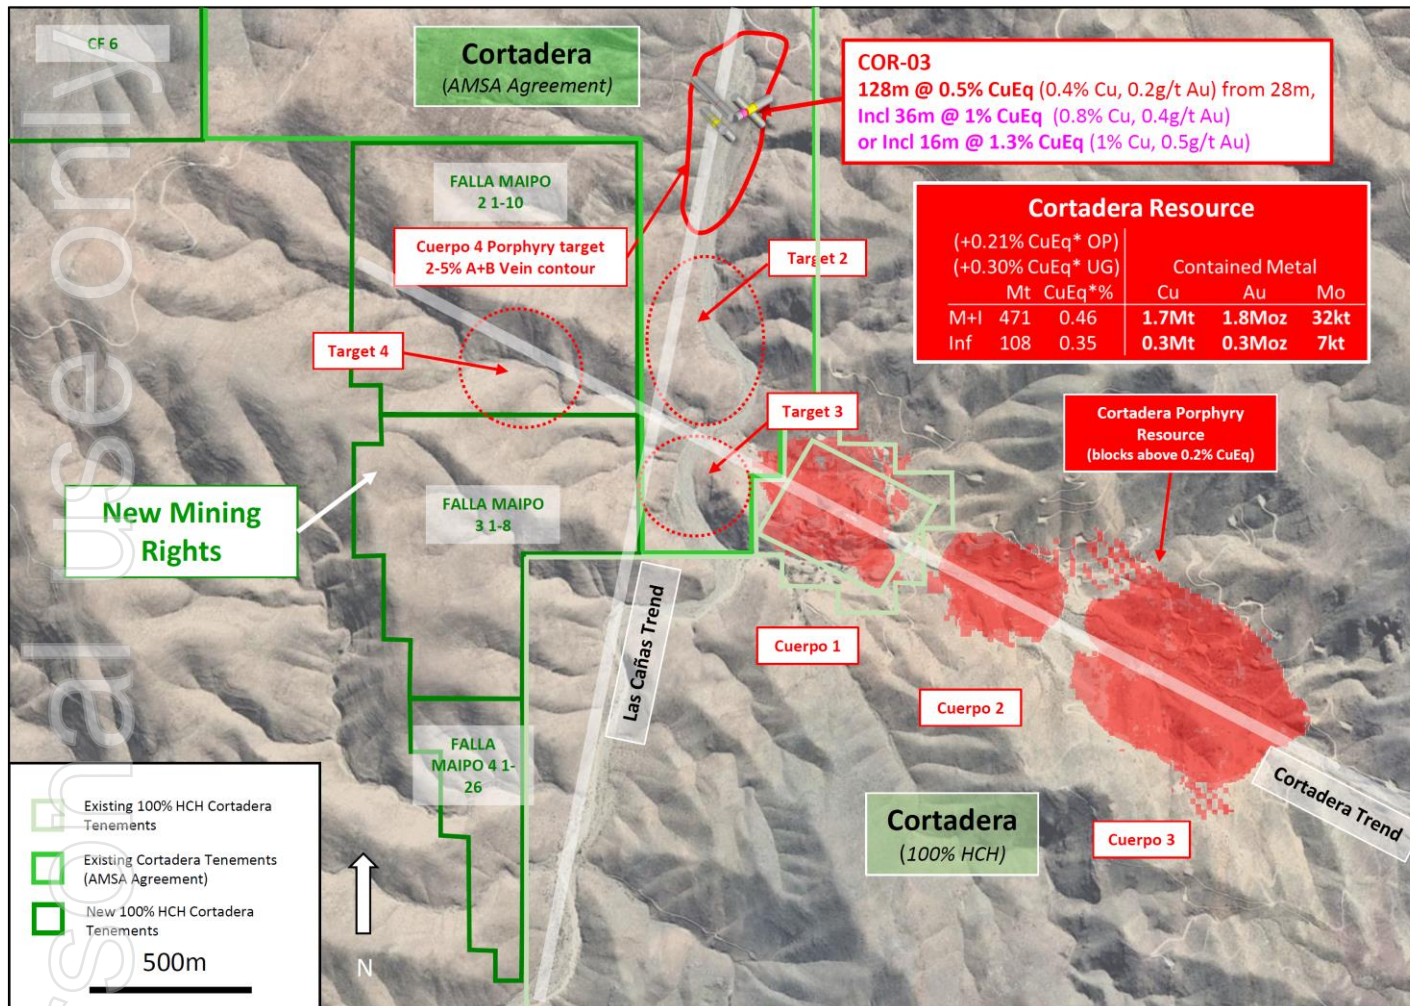 CF 6
Cortadera
(AMSA Agreement)
COR-03
128m @ 0.5% CuEq (0.4% Cu, 0.2g/t Au) from 28m,
Incl 36m @ 1% CuEq (0.8% Cu, 0.4g/t Au)
or Incl 16m @ 1.3% CuEq (1% Cu, 0.5g/t Au)
FALLA MAIPO
2 1-10
Cuerpo 4 Porphyry target
2-5% A+B Vein contour
Target 2
Cortadera Resource
(+0.21% CuEq* OP)
(+0.30% CuEq* UG) Contained Metal
Mt CuEq*% Cu Au Mo
M+I 471 0.46 1.7Mt 1.8Moz 32kt
Inf 108 0.35 0.3Mt 0.3Moz 7kt
Target 4
Target 3
Cortadera Porphyry
Resource
(blocks above 0.2% CuEq)
New Mining
Rights
FALLA MAIPO
3 1-8
Las Cañas Trend
Cuerpo 1
Cuerpo 2
Cuerpo 3
Cortadera Trend
FALLA
MAIPO 4 1-
26
Cortadera
(100% HCH)
Existing 100% HCH Cortadera
Tenements
Existing Cortadera Tenements
(AMSA Agreement)
New 100% HCH Cortadera
Tenements
500m
N
sonal use only